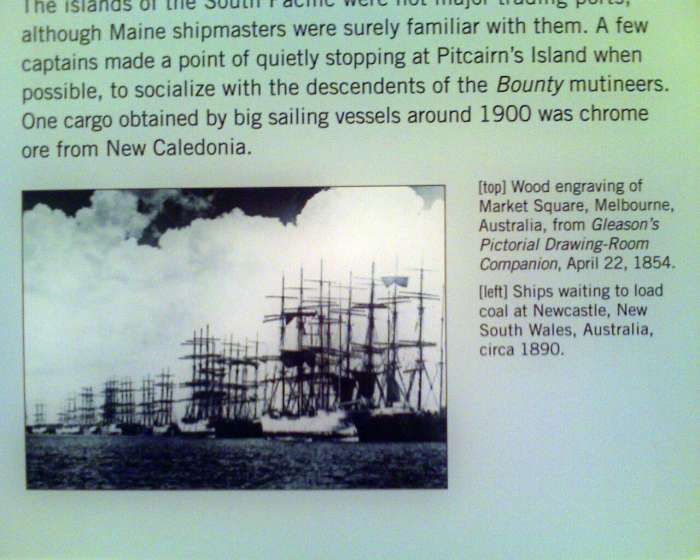 The islands of the South Pacific were not major trading ports,
although Maine shipmasters were surely familiar with them. A few
captains made a point of quietly stopping at Pitcairn's Island when
possible, to socialize with the descendents of the Bounty mutineers.
One cargo obtained by big sailing vessels around 1900 was chrome
ore from New Caledonia.
[top] Wood engraving of
Market Square, Melbourne,
Australia, from Gleason's
Pictorial Drawing-Room
Companion, April 22, 1854.
[left] Ships waiting to load
coal at Newcastle, New
South Wales, Australia,
circa 1890.